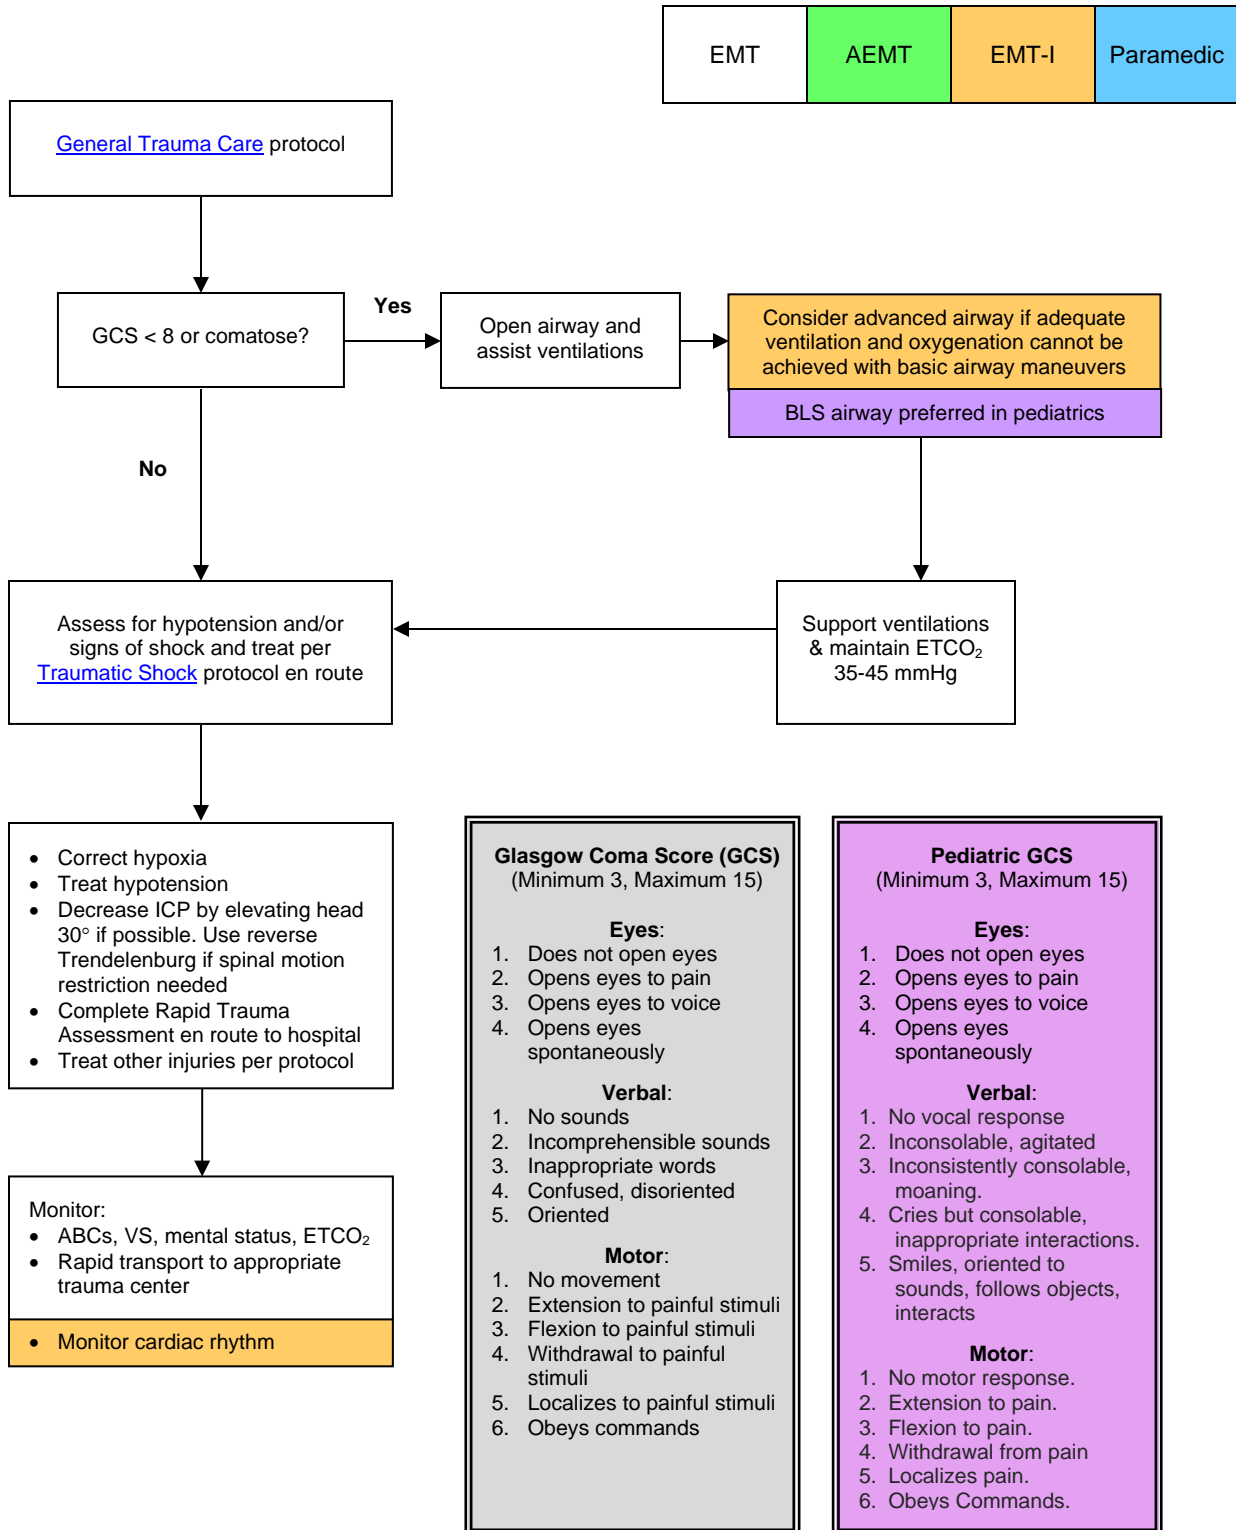 EMT
AEMT
EMT-I
Paramedic
General Trauma Care protocol
GCS < 8 or comatose?
Yes
Open airway and
assist ventilations
Consider advanced airway if adequate
ventilation and oxygenation cannot be
achieved with basic airway maneuvers
BLS airway preferred in pediatrics
No
Assess for hypotension and/or
signs of shock and treat per
Traumatic Shock protocol en route
Support ventilations
& maintain ETCO₂
35-45 mmHg
• Correct hypoxia
• Treat hypotension
• Decrease ICP by elevating head
30° if possible. Use reverse
Trendelenburg if spinal motion
restriction needed
• Complete Rapid Trauma
Assessment en route to hospital
• Treat other injuries per protocol
Monitor:
• ABCs, VS, mental status, ETCO₂
• Rapid transport to appropriate
trauma center
• Monitor cardiac rhythm
Glasgow Coma Score (GCS)
(Minimum 3, Maximum 15)
Eyes:
1. Does not open eyes
2. Opens eyes to pain
3. Opens eyes to voice
4. Opens eyes
spontaneously
Verbal:
1. No sounds
2. Incomprehensible sounds
3. Inappropriate words
4. Confused, disoriented
5. Oriented
Motor:
1. No movement
2. Extension to painful stimuli
3. Flexion to painful stimuli
4. Withdrawal to painful
stimuli
5. Localizes to painful stimuli
6. Obeys commands
Pediatric GCS
(Minimum 3, Maximum 15)
Eyes:
1. Does not open eyes
2. Opens eyes to pain
3. Opens eyes to voice
4. Opens eyes
spontaneously
Verbal:
1. No vocal response
2. Inconsolable, agitated
3. Inconsistently consolable,
moaning.
4. Cries but consolable,
inappropriate interactions.
5. Smiles, oriented to
sounds, follows objects,
interacts
Motor:
1. No motor response.
2. Extension to pain.
3. Flexion to pain.
4. Withdrawal from pain
5. Localizes pain.
6. Obeys Commands.